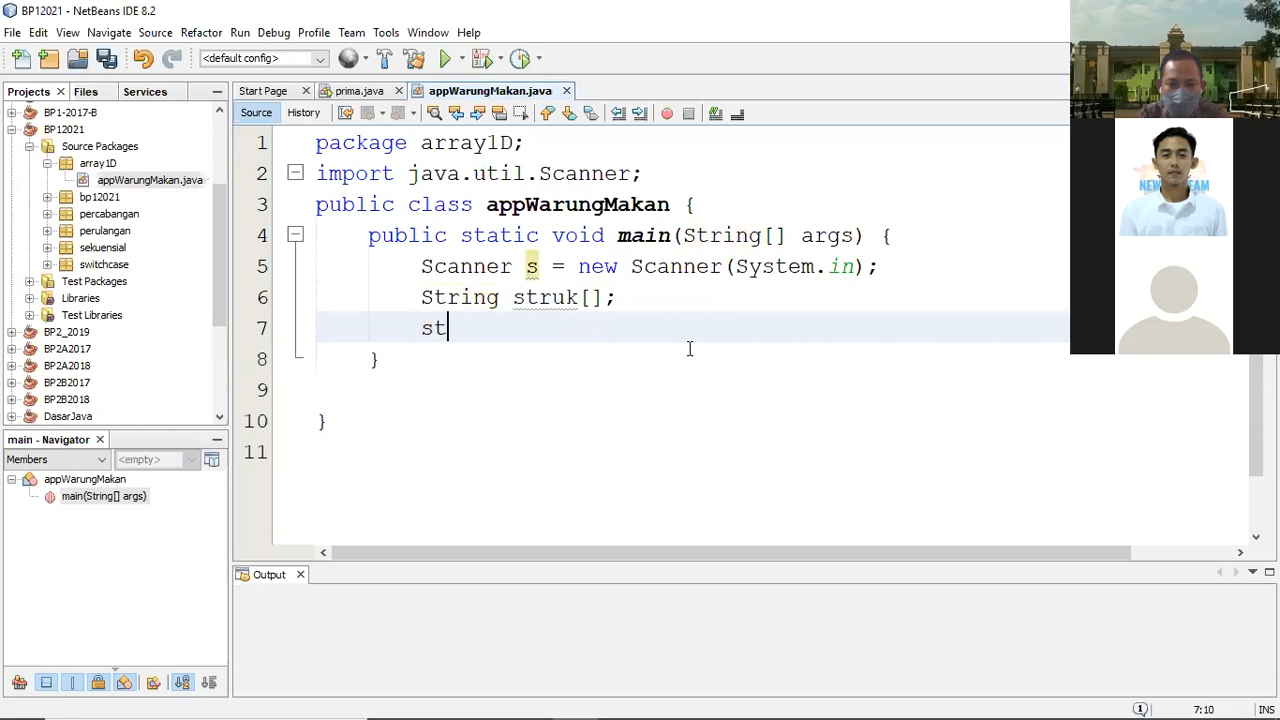 BP12021 - NetBeans IDE 8.2
File Edit View Navigate Source Refactor Run Debug Profile Team Tools Window Help
<default config>
Projects Files Services
Start Page prima.java appWarungMakan.java
Source History
BP1-2017-B
BP12021
Source Packages
array1D
appWarungMakan.java
bp12021
percabangan
perulangan
sekuensial
switchcase
Test Packages
Libraries
Test Libraries
BP2_2019
BP2A2017
BP2A2018
BP2B2017
BP2B2018
DasarJava
1 package array1D;
2 import java.util.Scanner;
3 public class appWarungMakan {
4 public static void main(String[] args) {
5 Scanner s = new Scanner(System.in);
6 String struk[];
7 st
8 }
9
10 }
11
main - Navigator
Members <empty>
appWarungMakan
main(String[] args)
Output
7:10 INS